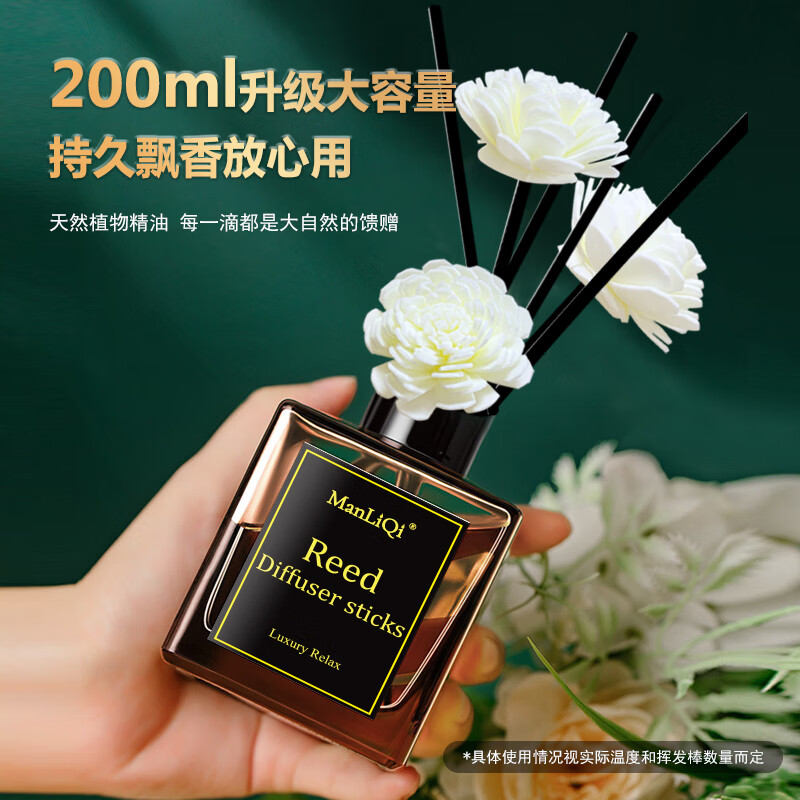 200ml升级大容量
持久飘香放心用
天然植物精油 每一滴都是大自然的馈赠
ManLiQi®
Reed
Diffuser sticks
Luxury Relax
*具体使用情况视实际温度和挥发棒数量而定